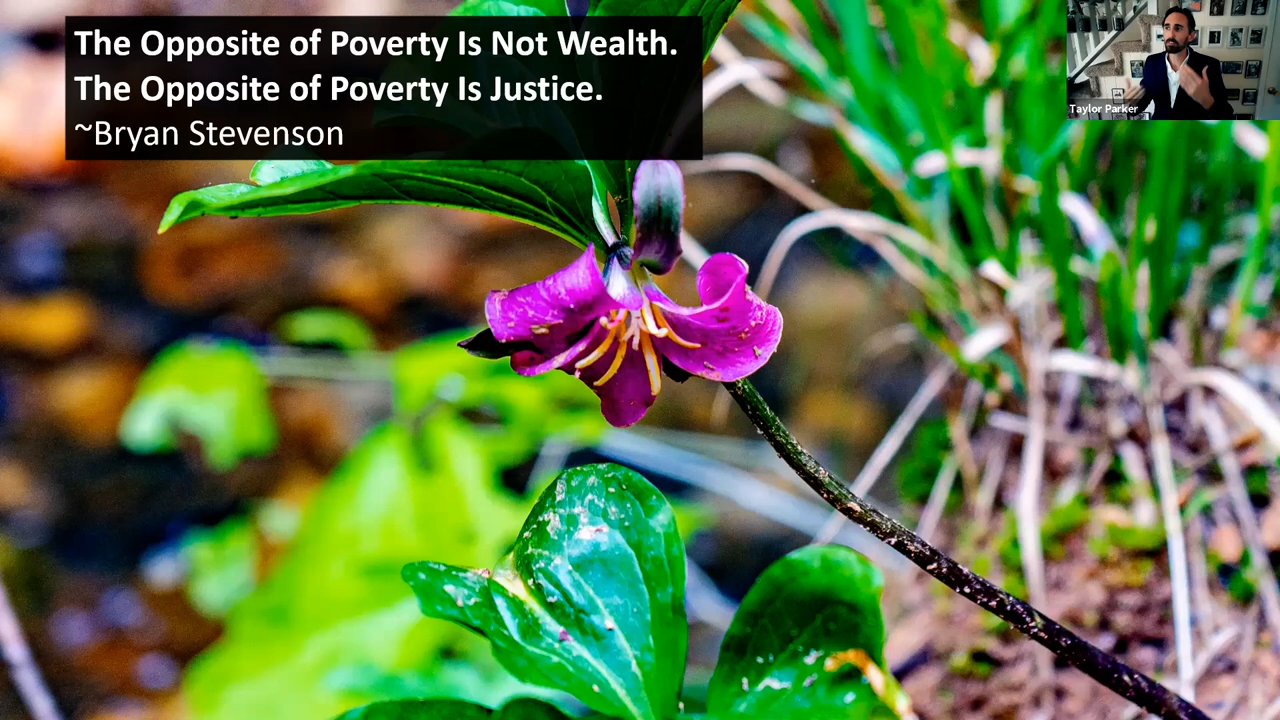 The Opposite of Poverty Is Not Wealth.
The Opposite of Poverty Is Justice.
~Bryan Stevenson
Taylor Parker